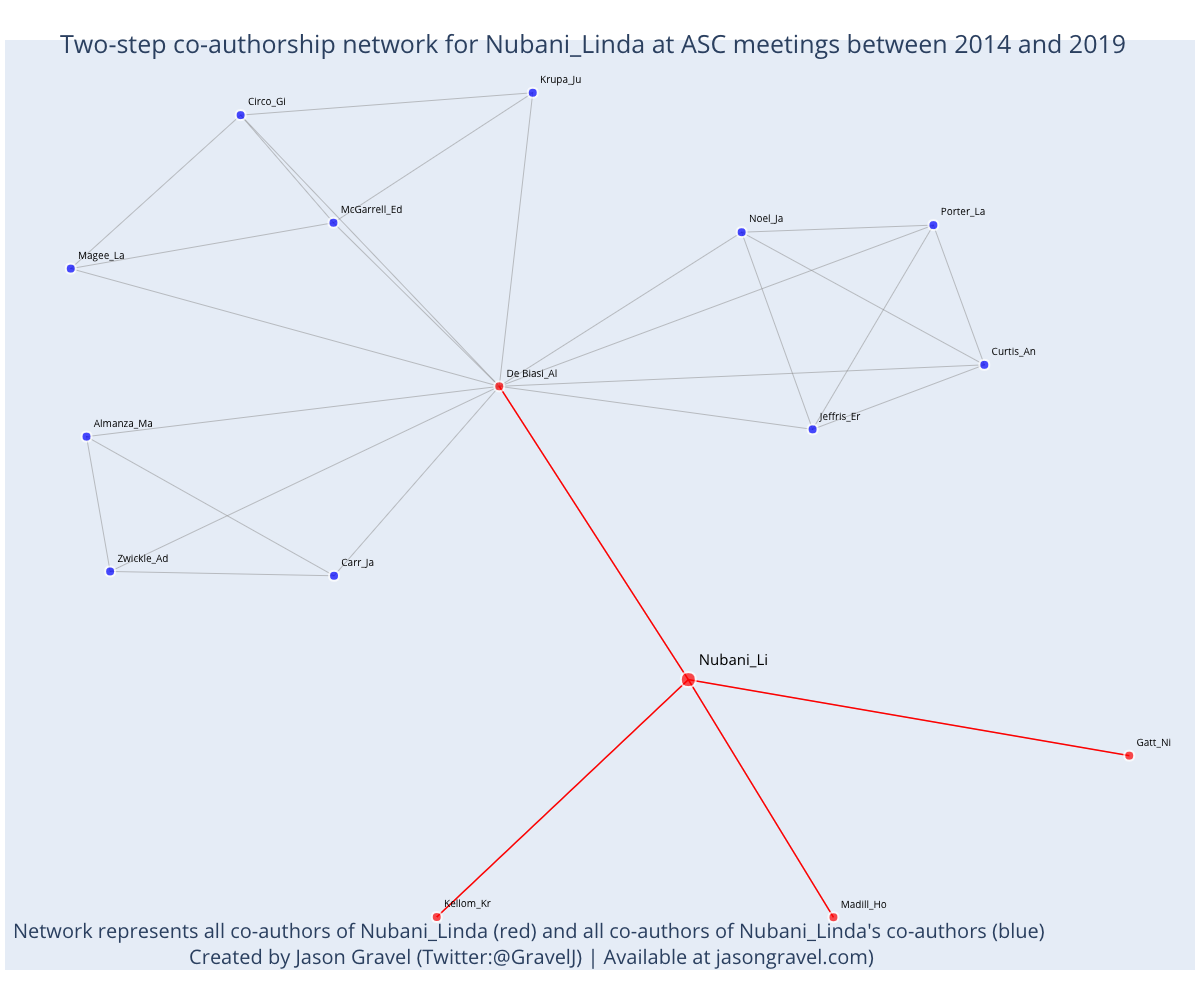 Two-step co-authorship network for Nubani_Linda at ASC meetings between 2014 and 2019
Krupa_Ju
Circo_Gi
McGarrell_Ed
Porter_La
Noel_Ja
Magee_La
Curtis_An
De Biasi_Al
Jeffris_Er
Almanza_Ma
Zwickle_Ad
Carr_Ja
Nubani_Li
Gatt_Ni
Kellom_Kr
Madill_Ho
Network represents all co-authors of Nubani_Linda (red) and all co-authors of Nubani_Linda's co-authors (blue)
Created by Jason Gravel (Twitter:@GravelJ) | Available at jasongravel.com)